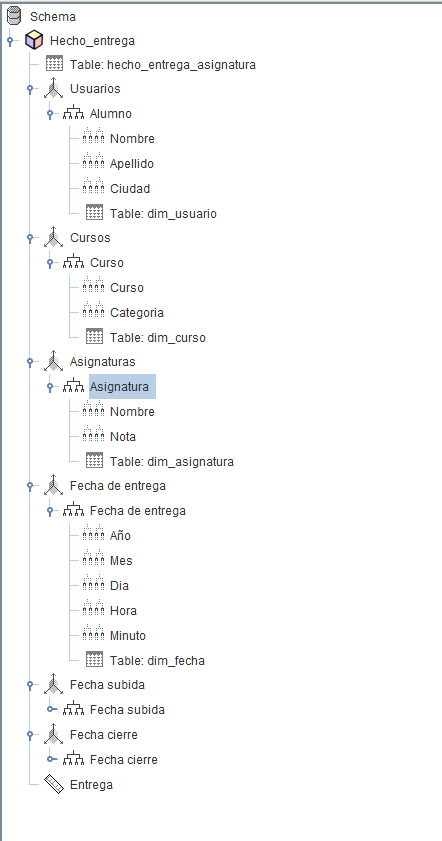 Schema
Hecho_entrega
Table: hecho_entrega_asignatura
Usuarios
Alumno
Nombre
Apellido
Ciudad
Table: dim_usuario
Cursos
Curso
Curso
Categoria
Table: dim_curso
Asignaturas
Asignatura
Nombre
Nota
Table: dim_asignatura
Fecha de entrega
Fecha de entrega
Año
Mes
Dia
Hora
Minuto
Table: dim_fecha
Fecha subida
Fecha subida
Fecha cierre
Fecha cierre
Entrega